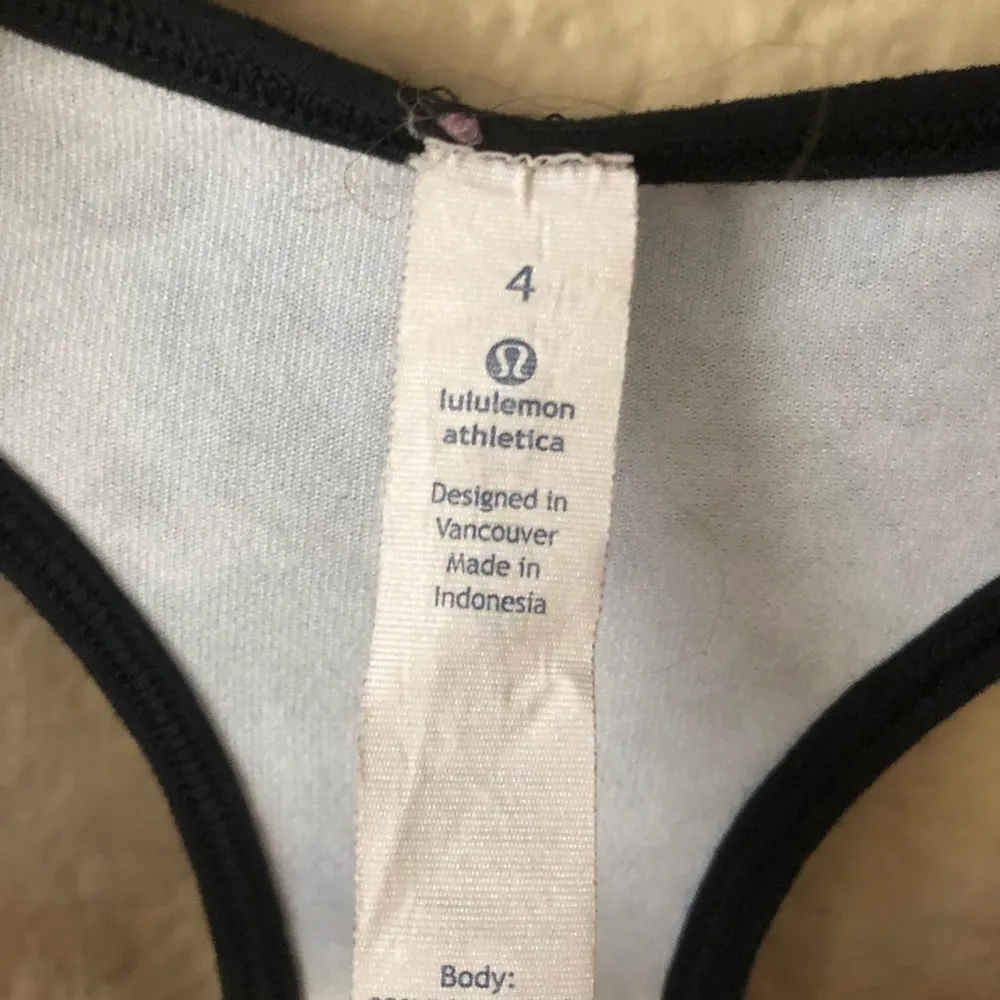 4
lululemon
athletica
Designed in
Vancouver
Made in
Indonesia
Body: